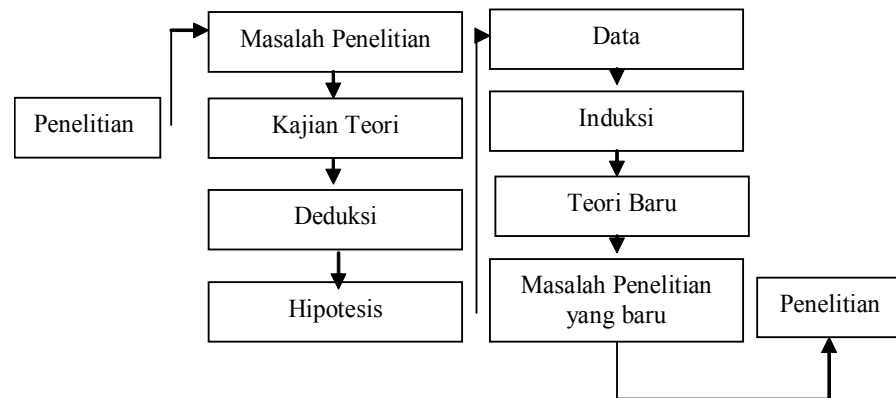 Penelitian
Masalah Penelitian
Kajian Teori
Deduksi
Hipotesis
Data
Induksi
Teori Baru
Masalah Penelitian
yang baru
Penelitian